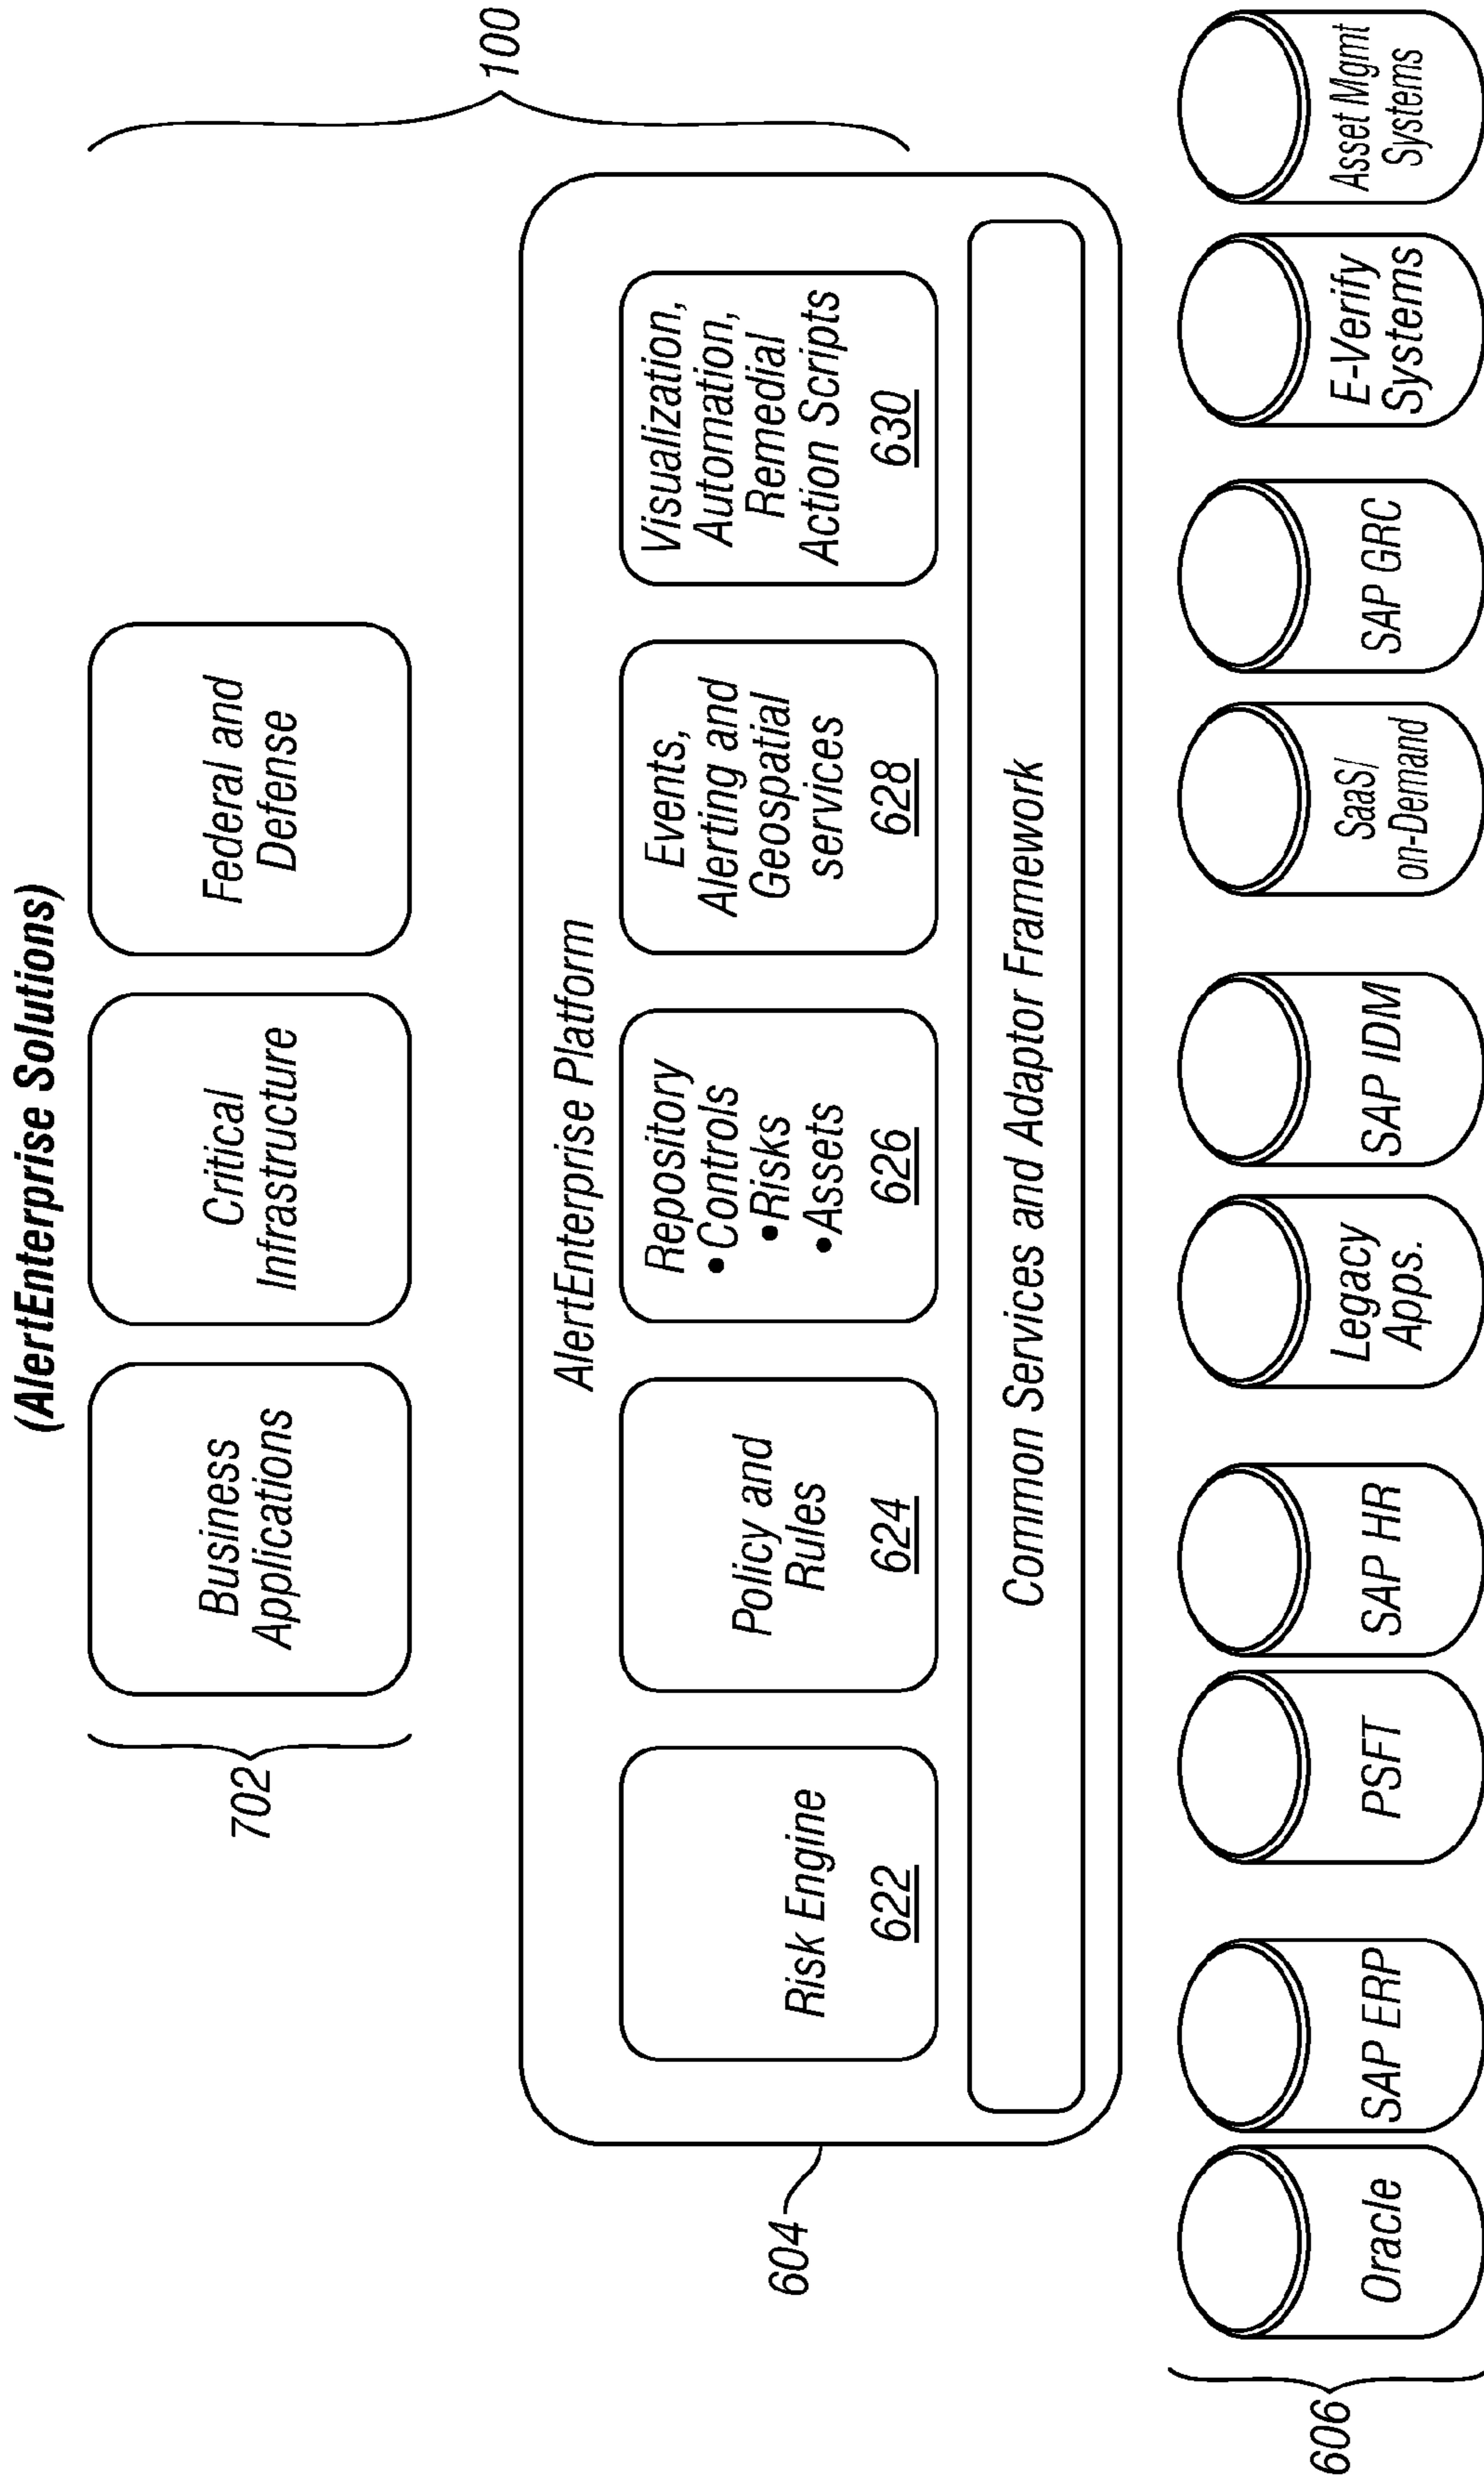 (AlertEnterprise Solutions)
702
Business
Applications
Critical
Infrastructure
Federal and
Defense
100
604
AlertEnterprise Platform
Risk Engine
622
Policy and
Rules
624
Repository
• Controls
• Risks
• Assets
626
Events,
Alerting and
Geospatial
services
628
Visualization,
Automation,
Remedial
Action Scripts
630
Common Services and Adaptor Framework
606
Oracle
SAP ERP
PSFT
SAP HR
Legacy
Apps.
SAP IDM
SaaS/
on-Demand
SAP GRC
E-Verify
Systems
Asset Mgmt
Systems